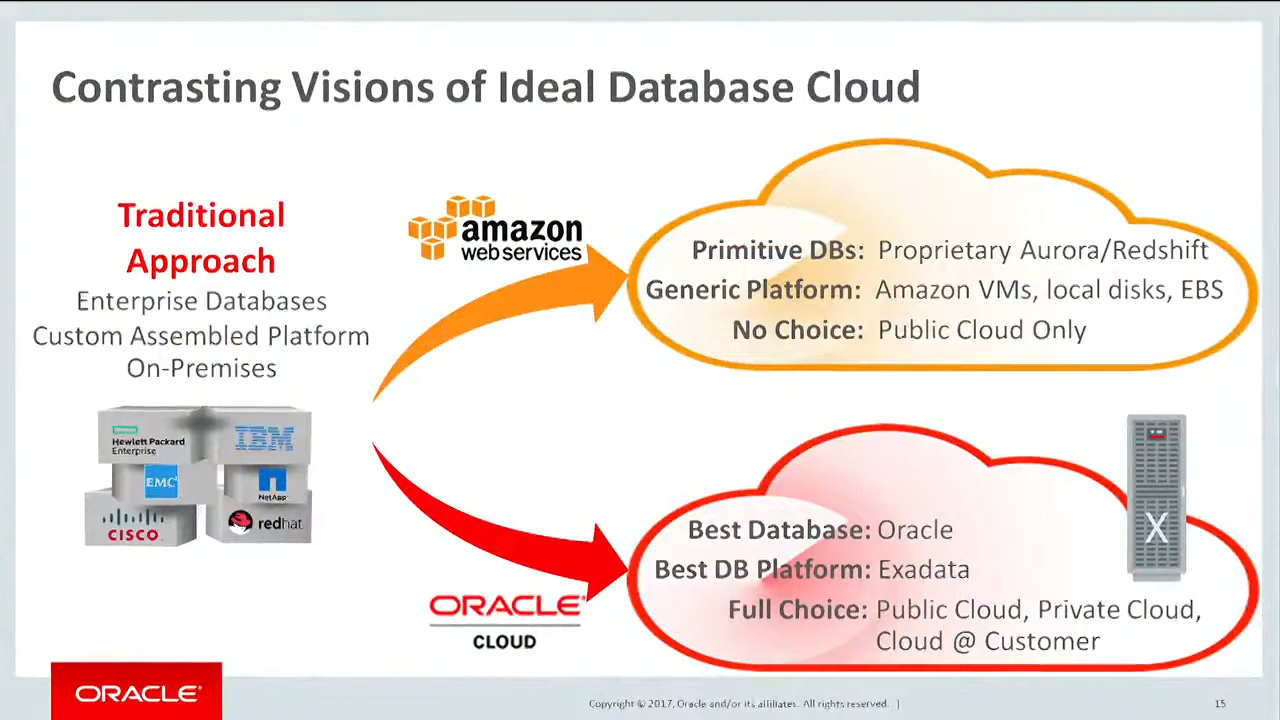 Contrasting Visions of Ideal Database Cloud
Traditional
Approach
Enterprise Databases
Custom Assembled Platform
On-Premises
Hewlett Packard
Enterprise
IBM
EMC²
NetApp
CISCO
redhat
amazon
webservices
Primitive DBs: Proprietary Aurora/Redshift
Generic Platform: Amazon VMs, local disks, EBS
No Choice: Public Cloud Only
ORACLE®
CLOUD
Best Database: Oracle
Best DB Platform: Exadata
Full Choice: Public Cloud, Private Cloud,
Cloud @ Customer
X
ORACLE®
Copyright © 2017, Oracle and/or its affiliates. All rights reserved. |
15